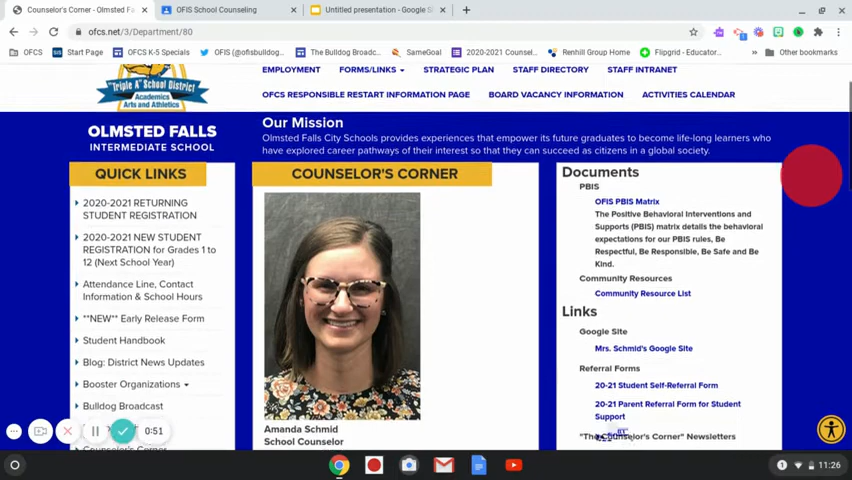 Counselor's Corner - Olmsted Fa
OFIS School Counseling
Untitled presentation - Google S
ofcs.net/3/Department/80
OFCS
Start Page
OFCS K-5 Specials
OFIS (@ofisbulldog...
The Bulldog Broadc...
SameGoal
2020-2021 Counsel...
Renhill Group Home
Flipgrid - Educator...
Other bookmarks
EMPLOYMENT
FORMS/LINKS
STRATEGIC PLAN
STAFF DIRECTORY
STAFF INTRANET
"Triple A" School District
Academics
Arts and Athletics
OFCS RESPONSIBLE RESTART INFORMATION PAGE
BOARD VACANCY INFORMATION
ACTIVITIES CALENDAR
OLMSTED FALLS
INTERMEDIATE SCHOOL
Our Mission
Olmsted Falls City Schools provides experiences that empower its future graduates to become life-long learners who
have explored career pathways of their interest so that they can succeed as citizens in a global society.
QUICK LINKS
2020-2021 RETURNING
STUDENT REGISTRATION
2020-2021 NEW STUDENT
REGISTRATION for Grades 1 to
12 (Next School Year)
Attendance Line, Contact
Information & School Hours
**NEW** Early Release Form
Student Handbook
Blog: District News Updates
Booster Organizations
Bulldog Broadcast
Counselor's Corner
COUNSELOR'S CORNER
Amanda Schmid
School Counselor
Documents
PBIS
OFIS PBIS Matrix
The Positive Behavioral Interventions and
Supports (PBIS) matrix details the behavioral
expectations for our PBIS rules, Be
Respectful, Be Responsible, Be Safe and Be
Kind.
Community Resources
Community Resource List
Links
Google Site
Mrs. Schmid's Google Site
Referral Forms
20-21 Student Self-Referral Form
20-21 Parent Referral Form for Student
Support
"The Counselor's Corner" Newsletters
0:51
1
11:26